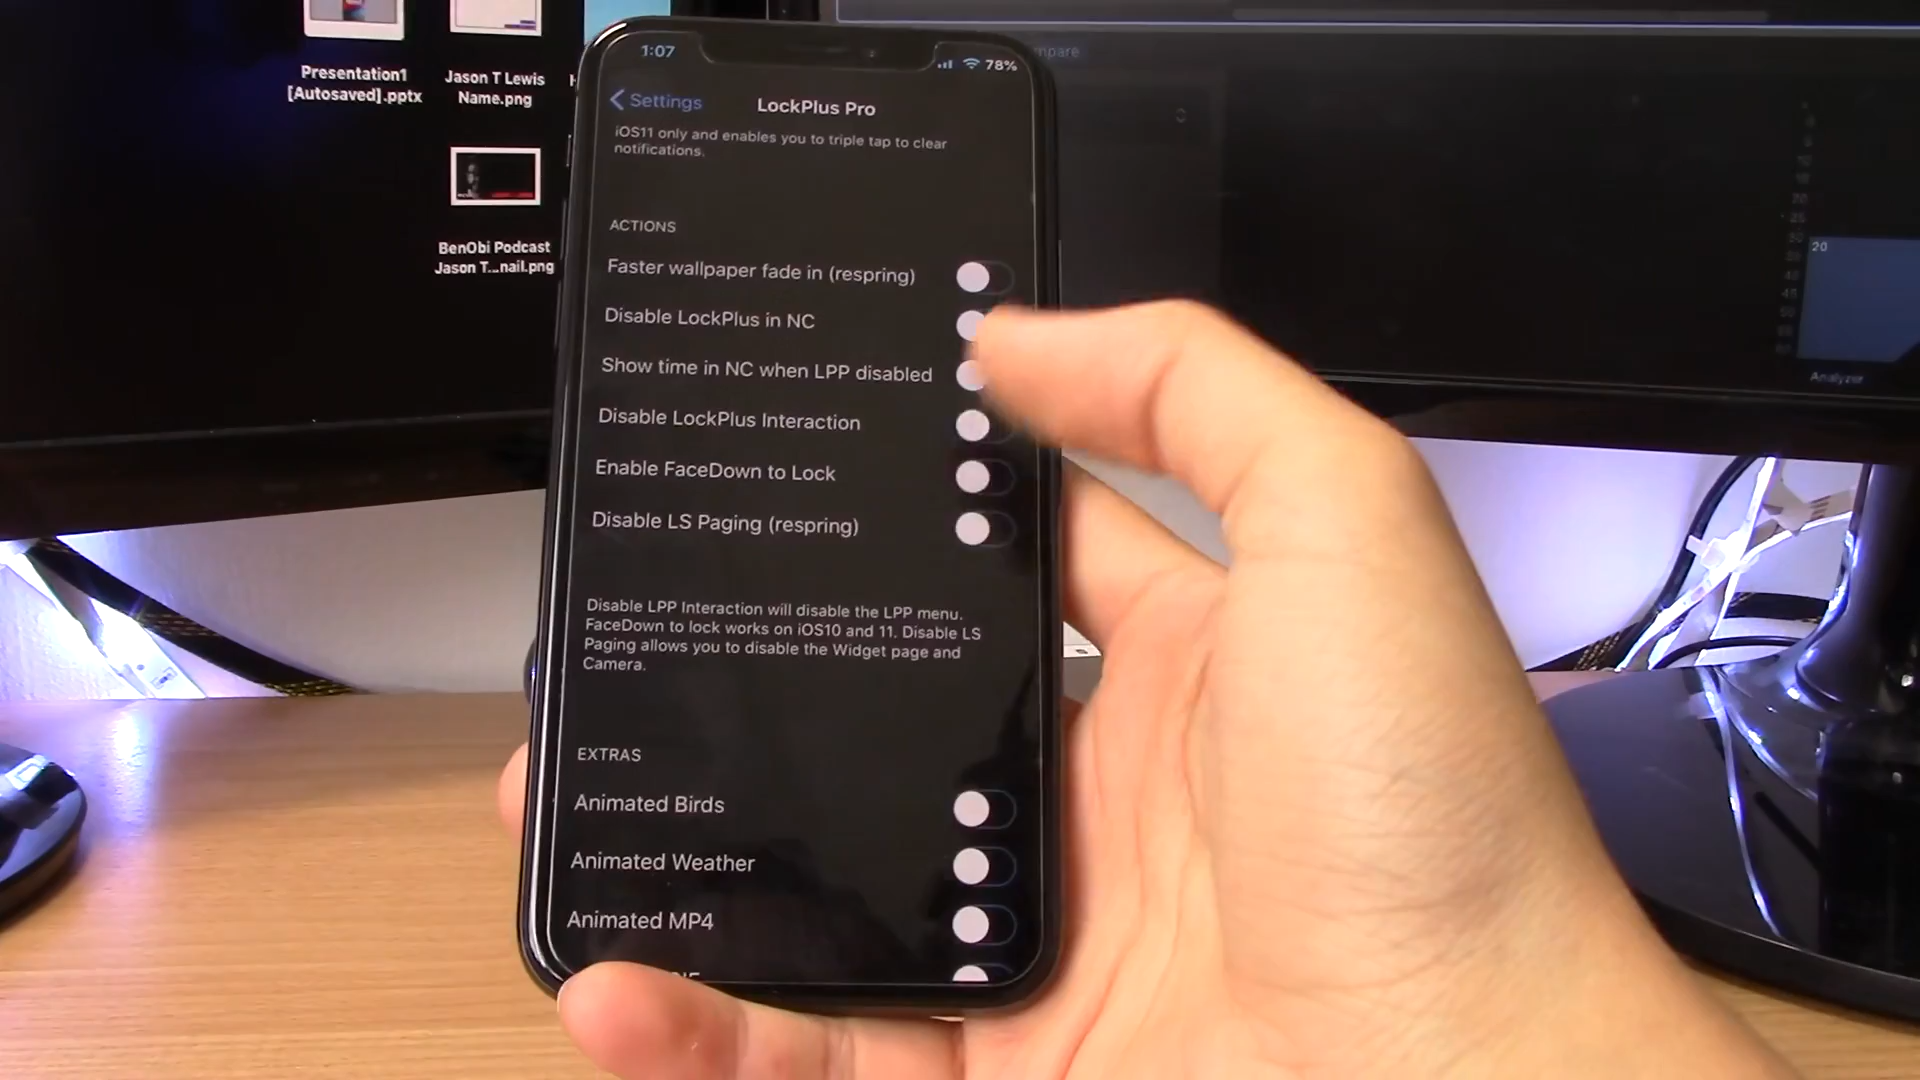 Presentation1
[Autosaved].pptx
Jason T Lewis
Name.png
BenObi Podcast
Jason T...nail.png
1:07
78%
Settings
LockPlus Pro
iOS11 only and enables you to triple tap to clear
notifications.
ACTIONS
Faster wallpaper fade in (respring)
Disable LockPlus in NC
Show time in NC when LPP disabled
Disable LockPlus Interaction
Enable FaceDown to Lock
Disable LS Paging (respring)
Disable LPP Interaction will disable the LPP menu.
FaceDown to lock works on iOS10 and 11. Disable LS
Paging allows you to disable the Widget page and
Camera.
EXTRAS
Animated Birds
Animated Weather
Animated MP4
20
Analyzer